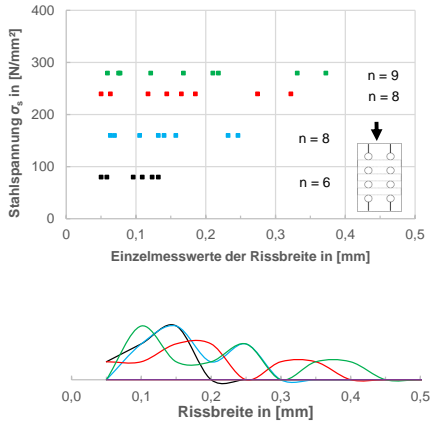 Stahlspannung σs in [N/mm²]
400
300
200
100
0
n = 9
n = 8
n = 8
n = 6
0 0,1 0,2 0,3 0,4 0,5
Einzelmesswerte der Rissbreite in [mm]
0,0 0,1 0,2 0,3 0,4 0,5
Rissbreite in [mm]